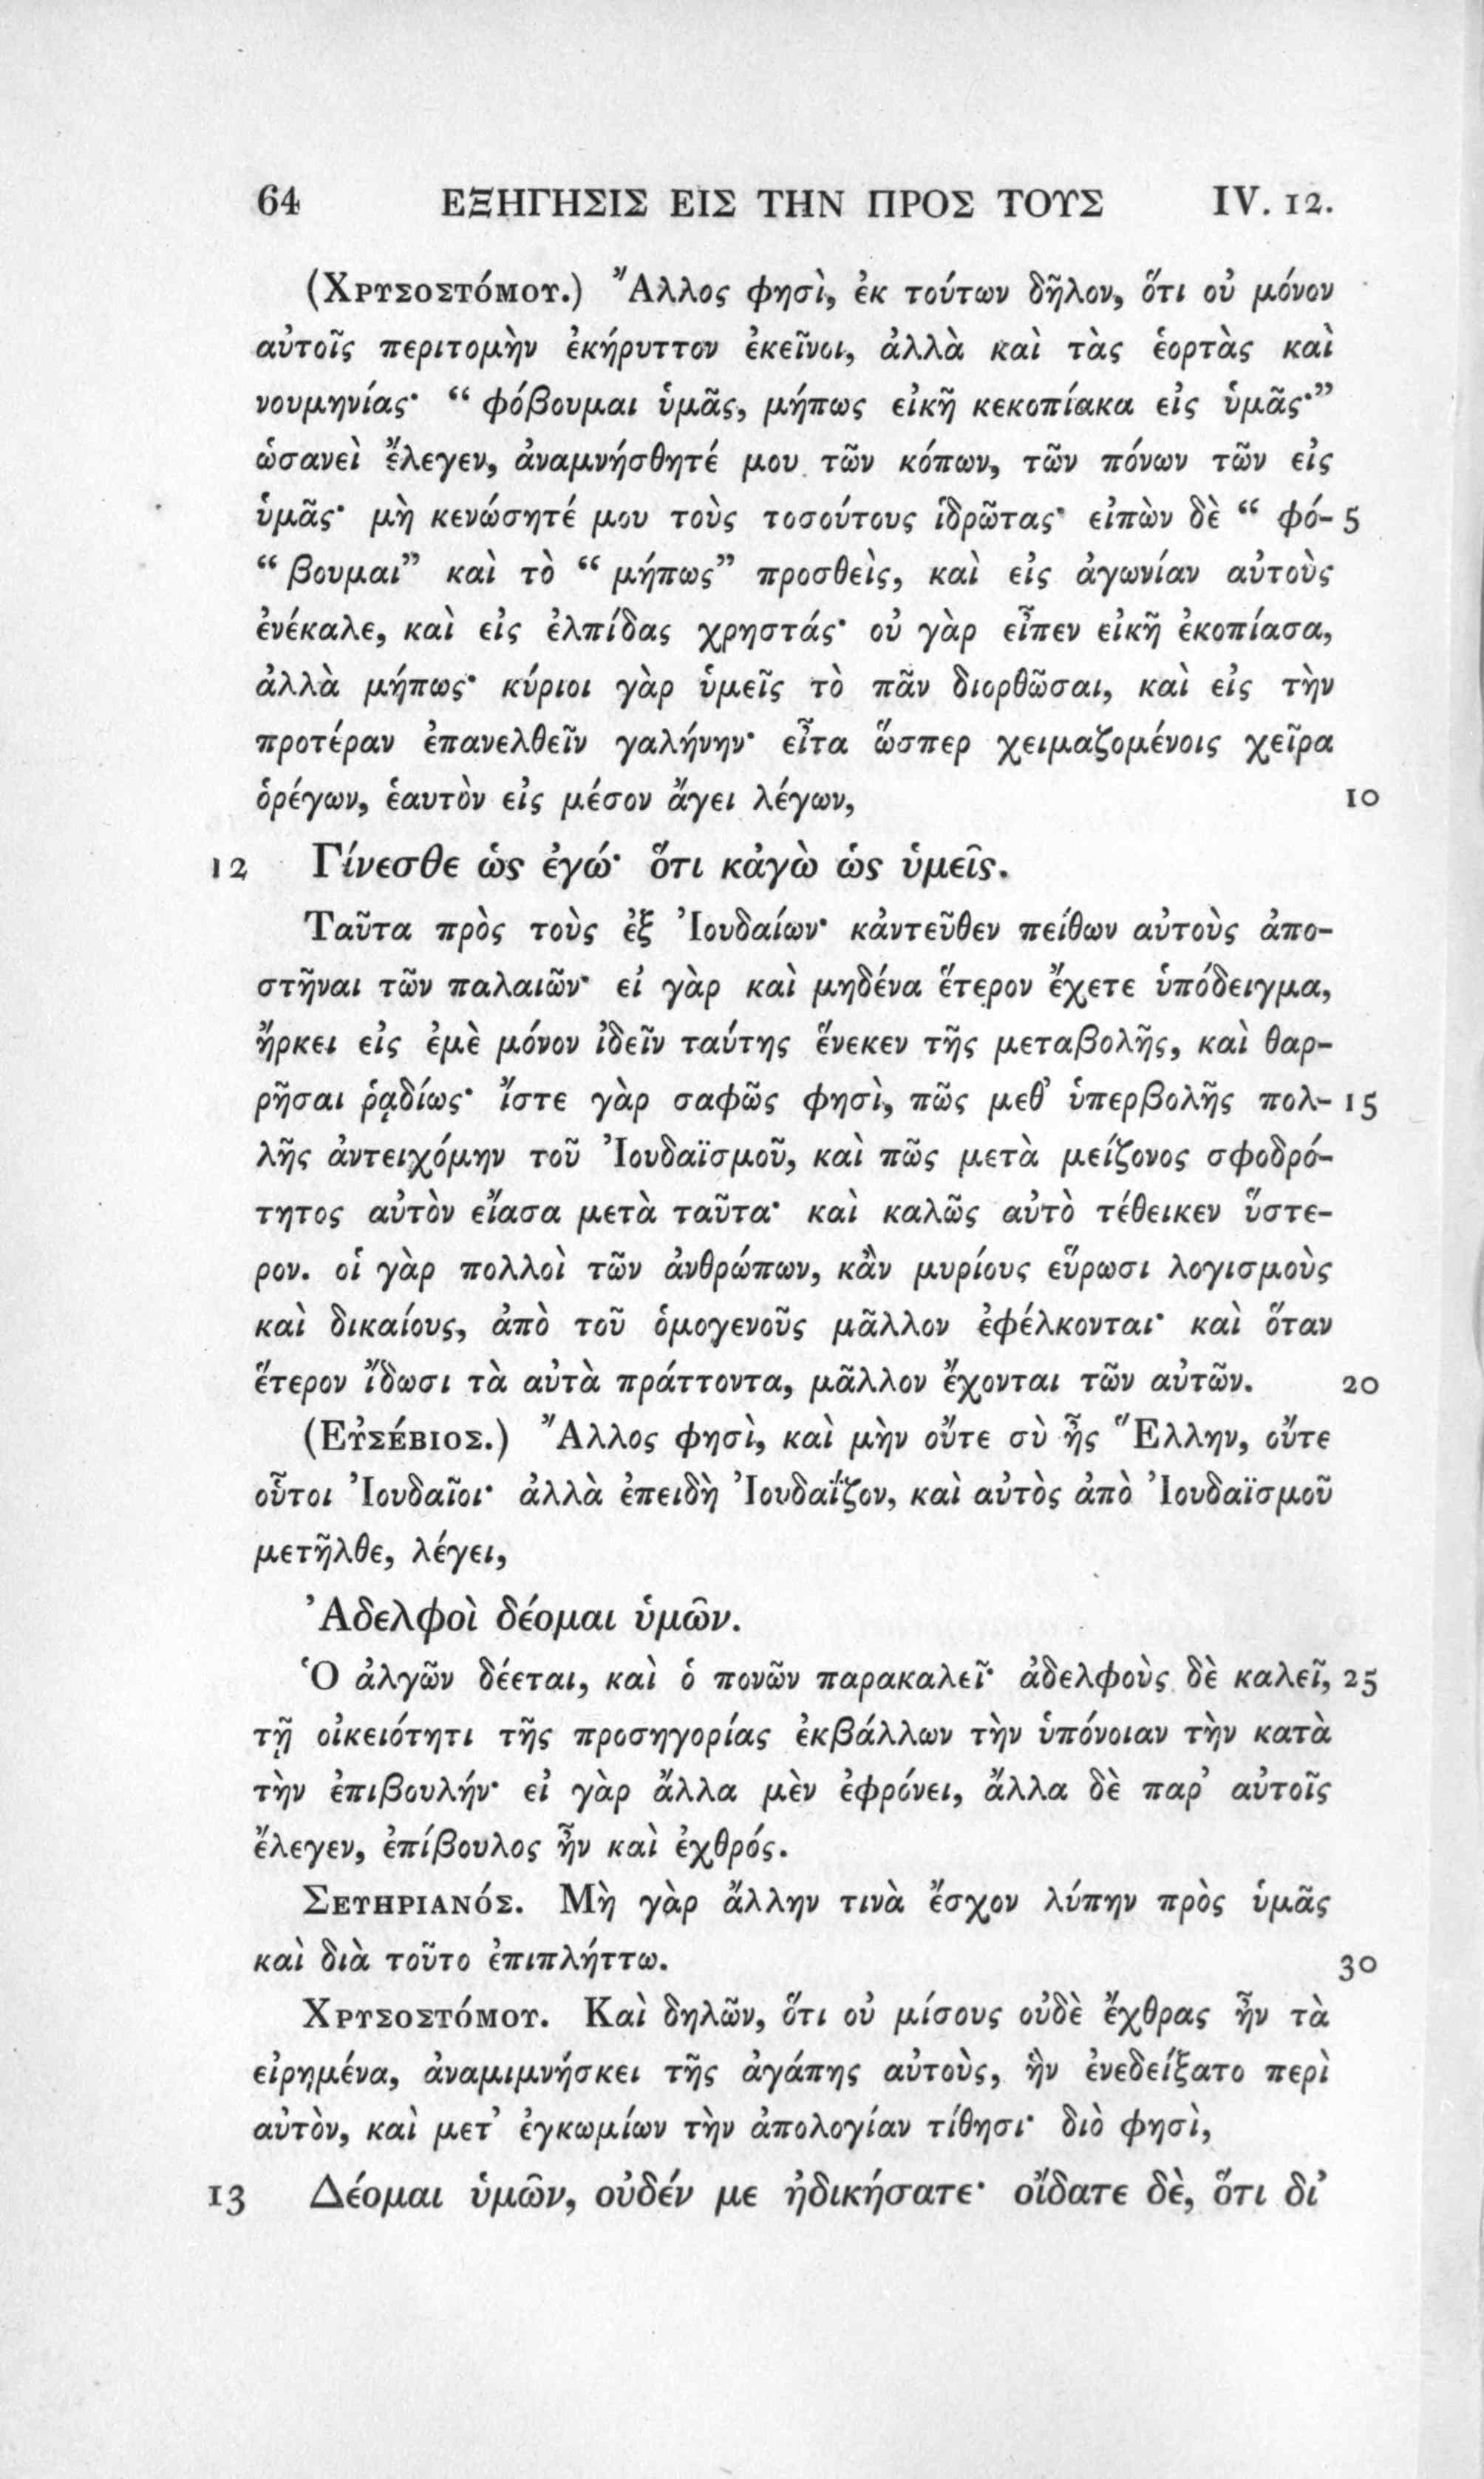 64 ΕΞΗΓΗΣΙΣ ΕΙΣ ΤΗΝ ΠΡΟΣ ΤΟΥΣ IV. 12.
(Χρυσοστόμου.) Ἄλλος φησὶ, ἐκ τούτων δῆλον, ὅτι οὐ μόνον
αὐτοῖς περιτομὴν ἐκήρυττον ἐκεῖνοι, ἀλλὰ καὶ τὰς ἑορτὰς καὶ
νουμηνίας· “ φόβουμαι ὑμᾶς, μήπως εἰκῆ κεκοπίακα εἰς ὑμᾶς·”
ὡσανεὶ ἔλεγεν, ἀναμνήσθητέ μου τῶν κόπων, τῶν πόνων τῶν εἰς
ὑμᾶς· μὴ κενώσητέ μου τοὺς τοσούτους ἱδρῶτας· εἰπὼν δὲ “ φό- 5
“ βουμαι” καὶ τὸ “ μήπως” προσθεὶς, καὶ εἰς ἀγωνίαν αὐτοὺς
ἐνέκαλε, καὶ εἰς ἐλπίδας χρηστάς· οὐ γὰρ εἶπεν εἰκῆ ἐκοπίασα,
ἀλλὰ μήπως· κύριοι γὰρ ὑμεῖς τὸ πᾶν διορθῶσαι, καὶ εἰς τὴν
προτέραν ἐπανελθεῖν γαλήνην· εἶτα ὥσπερ χειμαζομένοις χεῖρα
ὀρέγων, ἑαυτὸν εἰς μέσον ἄγει λέγων, 10
12 Γίνεσθε ὡς ἐγώ· ὅτι κἀγὼ ὡς ὑμεῖς.
Ταῦτα πρὸς τοὺς ἐξ Ἰουδαίων· κἀντεῦθεν πείθων αὐτοὺς ἀπο-
στῆναι τῶν παλαιῶν· εἰ γὰρ καὶ μηδένα ἕτερον ἔχετε ὑπόδειγμα,
ἤρκει εἰς ἐμὲ μόνον ἰδεῖν ταύτης ἕνεκεν τῆς μεταβολῆς, καὶ θαρ-
ρῆσαι ῥᾳδίως· ἴστε γὰρ σαφῶς φησὶ, πῶς μεθ’ ὑπερβολῆς πολ- 15
λῆς ἀντειχόμην τοῦ Ἰουδαϊσμοῦ, καὶ πῶς μετὰ μείζονος σφοδρό-
τητος αὐτὸν εἴασα μετὰ ταῦτα· καὶ καλῶς αὐτὸ τέθεικεν ὕστε-
ρον. οἱ γὰρ πολλοὶ τῶν ἀνθρώπων, κἂν μυρίους εὕρωσι λογισμοὺς
καὶ δικαίους, ἀπὸ τοῦ ὁμογενοῦς μᾶλλον ἐφέλκονται· καὶ ὅταν
ἕτερον ἴδωσι τὰ αὐτὰ πράττοντα, μᾶλλον ἔχονται τῶν αὐτῶν. 20
(Εὐσέβιος.) Ἄλλος φησὶ, καὶ μὴν οὔτε σὺ ἦς Ἕλλην, οὔτε
οὗτοι Ἰουδαῖοι· ἀλλὰ ἐπειδὴ Ἰουδαΐζον, καὶ αὐτὸς ἀπὸ Ἰουδαϊσμοῦ
μετῆλθε, λέγει,
Ἀδελφοὶ δέομαι ὑμῶν.
Ὁ ἀλγῶν δέεται, καὶ ὁ πονῶν παρακαλεῖ· ἀδελφοὺς δὲ καλεῖ, 25
τῇ οἰκειότητι τῆς προσηγορίας ἐκβάλλων τὴν ὑπόνοιαν τὴν κατὰ
τὴν ἐπιβουλήν· εἰ γὰρ ἄλλα μὲν ἐφρόνει, ἄλλα δὲ παρ’ αὐτοῖς
ἔλεγεν, ἐπίβουλος ἦν καὶ ἐχθρός.
Σευηριανός. Μὴ γὰρ ἄλλην τινὰ ἔσχον λύπην πρὸς ὑμᾶς
καὶ διὰ τοῦτο ἐπιπλήττω. 30
Χρυσοστόμου. Καὶ δηλῶν, ὅτι οὐ μίσους οὐδὲ ἔχθρας ἦν τὰ
εἰρημένα, ἀναμιμνήσκει τῆς ἀγάπης αὐτοὺς, ἣν ἐνεδείξατο περὶ
αὐτὸν, καὶ μετ’ ἐγκωμίων τὴν ἀπολογίαν τίθησι· διὸ φησὶ,
13 Δέομαι ὑμῶν, οὐδέν με ἠδικήσατε· οἴδατε δὲ, ὅτι δι’